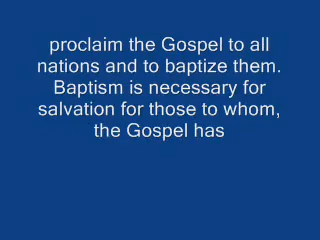 proclaim the Gospel to all
nations and to baptize them.
Baptism is necessary for
salvation for those to whom,
the Gospel has